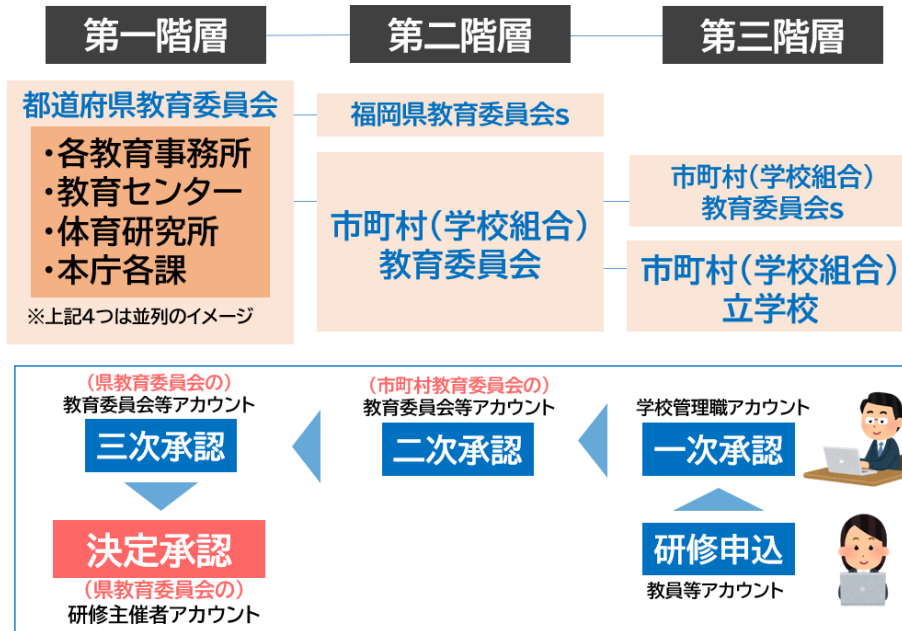 第一階層
第二階層
第三階層
都道府県教育委員会
・各教育事務所
・教育センター
・体育研究所
・本庁各課
※上記4つは並列のイメージ
福岡県教育委員会s
市町村(学校組合)
教育委員会
市町村(学校組合)
教育委員会s
市町村(学校組合)
立学校
(県教育委員会の)
教育委員会等アカウント
三次承認
(市町村教育委員会の)
教育委員会等アカウント
二次承認
学校管理職アカウント
一次承認
決定承認
(県教育委員会の)
研修主催者アカウント
研修申込
教員等アカウント